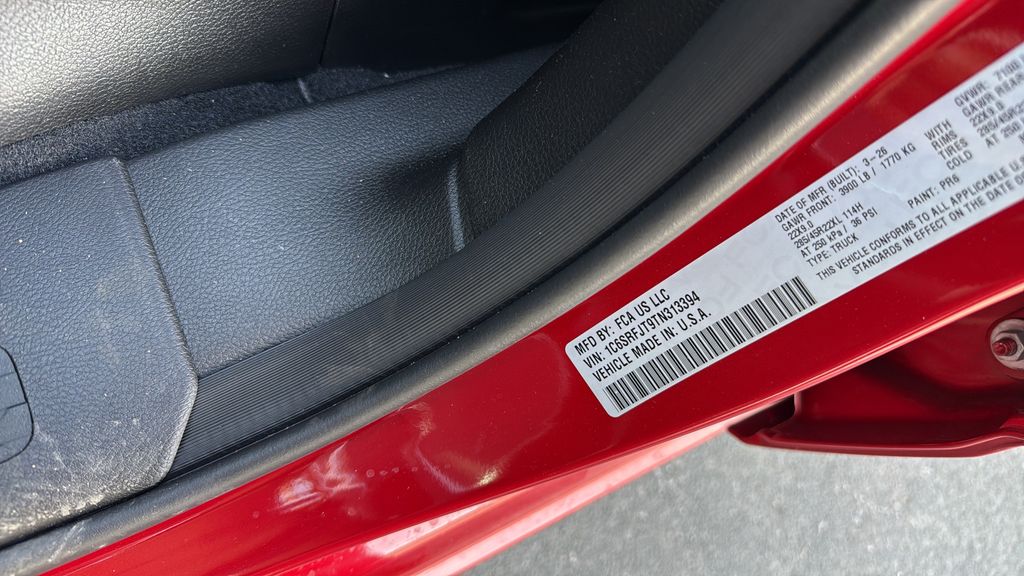 MFD BY: FCA US LLC
VIN: 1C6SRFJT9TN313394
VEHICLE MADE IN: U.S.A.
DATE OF MFR (BUILT): 3-26
GAWR FRONT: 3900 LB / 1770 KG WITH
22X9.0 RIMS
285/45R22XL 114H TIRES
AT 250 KPa / 36 PSI COLD
TYPE: TRUCK PAINT: PR6
THIS VEHICLE CONFORMS TO ALL APPLICABLE U.S
STANDARDS IN EFFECT ON THE DATE OF
GVWR: 7100
GAWR REAR
22X9.0
285/45R22
AT 250